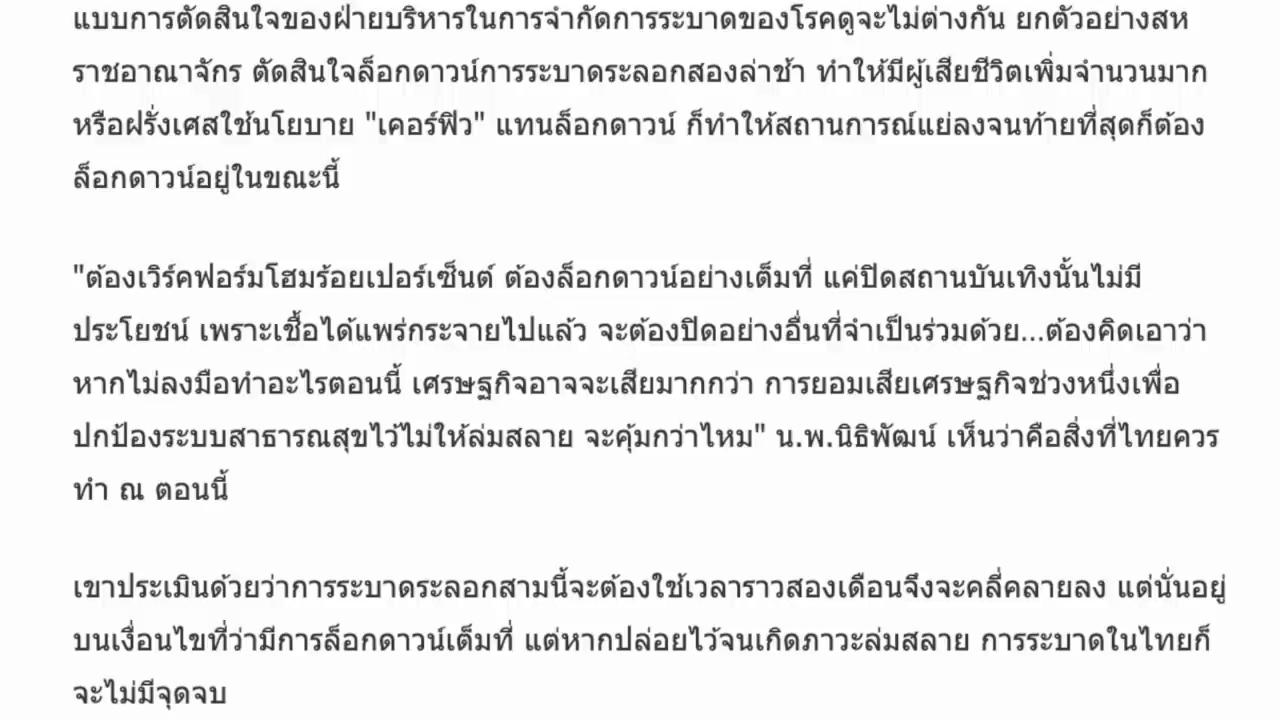 แบบการตัดสินใจของฝ่ายบริหารในการจำกัดการระบาดของโรคดูจะไม่ต่างกัน ยกตัวอย่างสห
ราชอาณาจักร ตัดสินใจล็อกดาวน์การระบาดระลอกสองล่าช้า ทำให้มีผู้เสียชีวิตเพิ่มจำนวนมาก
หรือฝรั่งเศสใช้นโยบาย "เคอร์ฟิว" แทนล็อกดาวน์ ก็ทำให้สถานการณ์แย่ลงจนท้ายที่สุดก็ต้อง
ล็อกดาวน์อยู่ในขณะนี้
"ต้องเวิร์คฟอร์มโฮมร้อยเปอร์เซ็นต์ ต้องล็อกดาวน์อย่างเต็มที่ แค่ปิดสถานบันเทิงนั้นไม่มี
ประโยชน์ เพราะเชื้อได้แพร่กระจายไปแล้ว จะต้องปิดอย่างอื่นที่จำเป็นร่วมด้วย...ต้องคิดเอาว่า
หากไม่ลงมือทำอะไรตอนนี้ เศรษฐกิจอาจจะเสียมากกว่า การยอมเสียเศรษฐกิจช่วงหนึ่งเพื่อ
ปกป้องระบบสาธารณสุขไว้ไม่ให้ล่มสลาย จะคุ้มกว่าไหม" น.พ.นิธิพัฒน์ เห็นว่าคือสิ่งที่ไทยควร
ทำ ณ ตอนนี้
เขาประเมินด้วยว่าการระบาดระลอกสามนี้จะต้องใช้เวลาราวสองเดือนจึงจะคลี่คลายลง แต่นั่นอยู่
บนเงื่อนไขที่ว่ามีการล็อกดาวน์เต็มที่ แต่หากปล่อยไว้จนเกิดภาวะล่มสลาย การระบาดในไทยก็
จะไม่มีจุดจบ